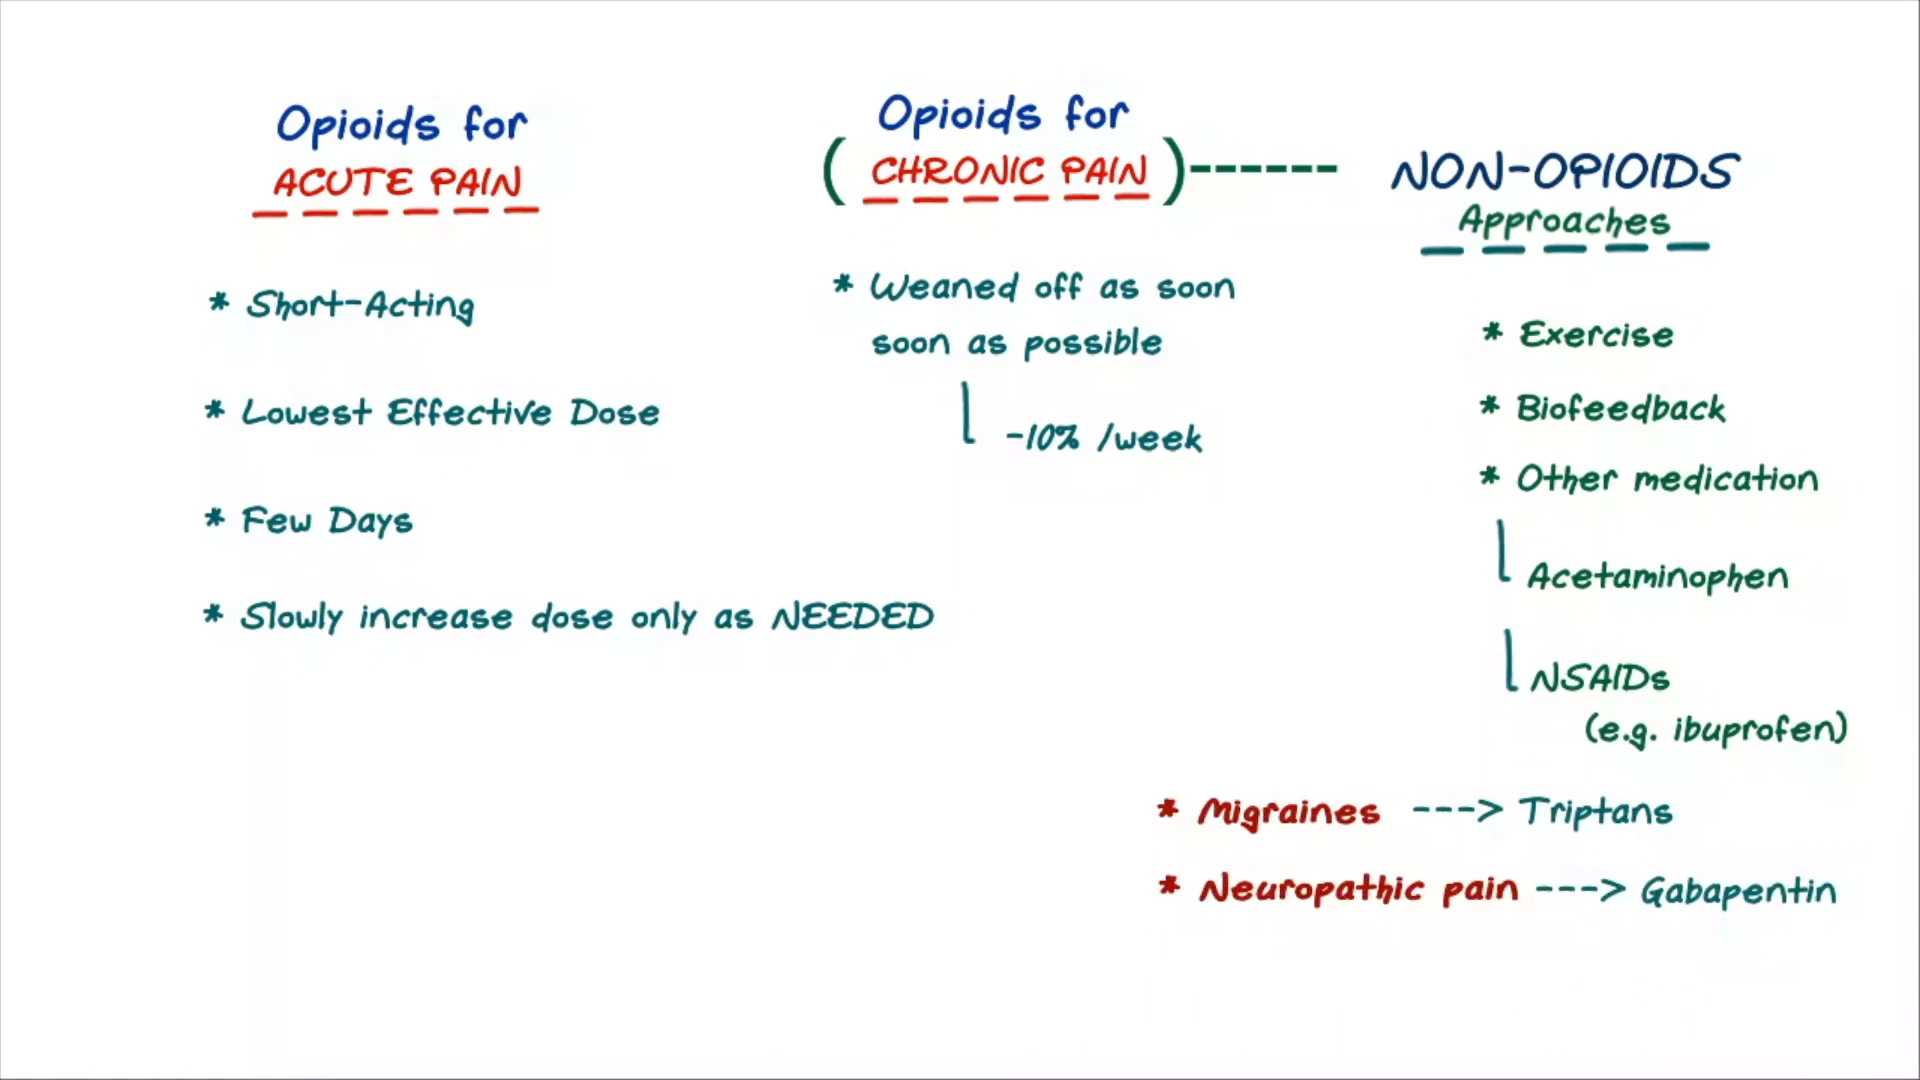 Opioids for
ACUTE PAIN
* Short-Acting
* Lowest Effective Dose
* Few Days
* Slowly increase dose only as NEEDED
Opioids for
( CHRONIC PAIN )------
* Weaned off as soon
soon as possible
-10% /week
NON-OPIOIDS
Approaches
* Exercise
* Biofeedback
* Other medication
Acetaminophen
NSAIDs
(e.g. ibuprofen)
* Migraines ---> Triptans
* Neuropathic pain ---> Gabapentin